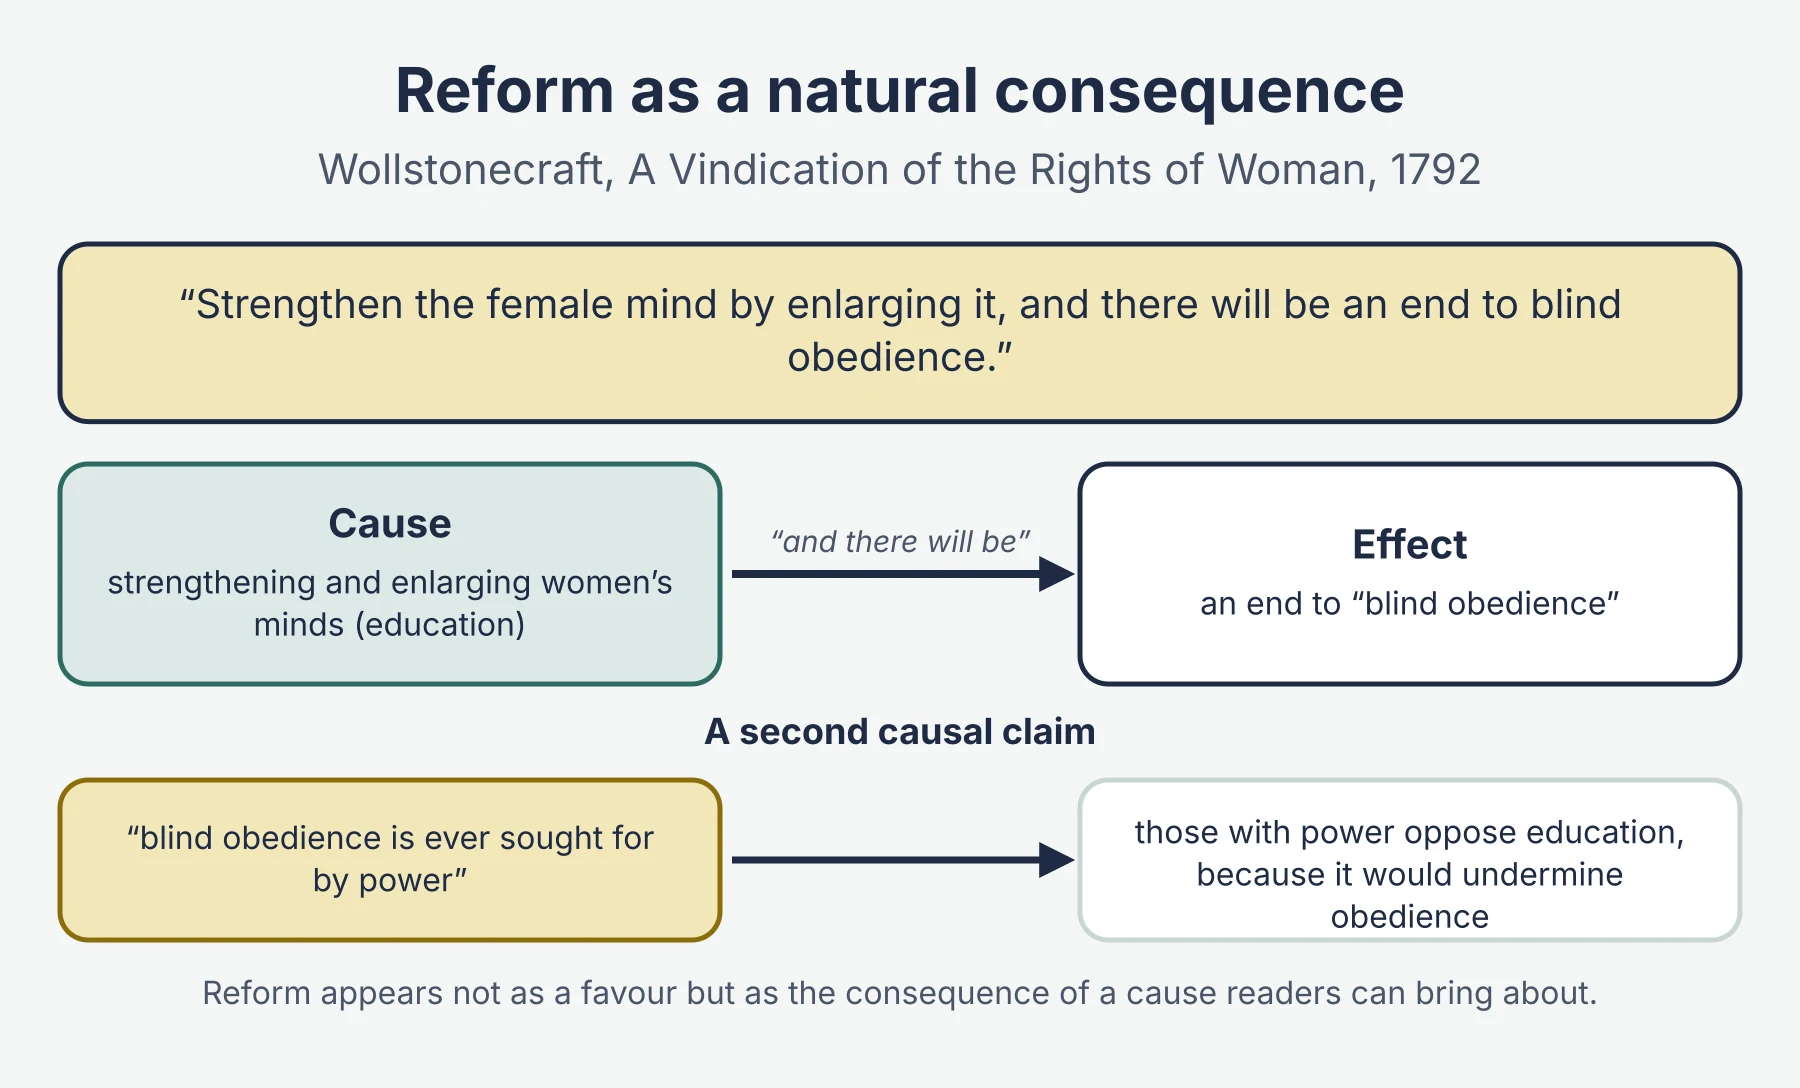 Reform as a natural consequence
Wollstonecraft, A Vindication of the Rights of Woman, 1792
“Strengthen the female mind by enlarging it, and there will be an end to blind
obedience.”
Cause
strengthening and enlarging women’s
minds (education)
“and there will be”
Effect
an end to “blind obedience”
A second causal claim
“blind obedience is ever sought for
by power”
those with power oppose education,
because it would undermine
obedience
Reform appears not as a favour but as the consequence of a cause readers can bring about.